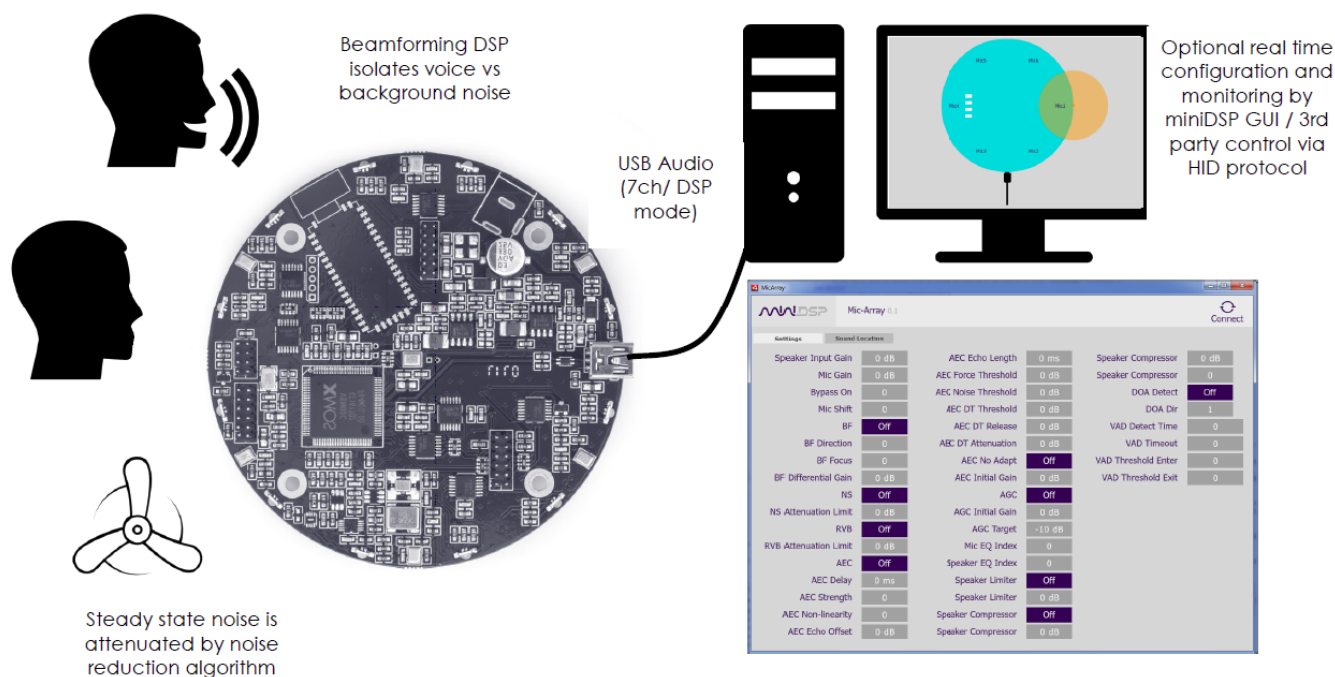 Beamforming DSP
isolates voice vs
background noise
USB Audio
(7ch/ DSP
mode)
Optional real time
configuration and
monitoring by
miniDSP GUI / 3rd
party control via
HID protocol
Steady state noise is
attenuated by noise
reduction algorithm
XMOS
MicArray
miniDSP
Mic-Array 0.1
Connect
Settings
Sound Location
Speaker Input Gain 0 dB
Mic Gain 0 dB
Bypass On 0
Mic Shift 0
BF Off
BF Direction 0
BF Focus 0
BF Differential Gain 0 dB
NS Off
NS Attenuation Limit 0 dB
RVB Off
RVB Attenuation Limit 0 dB
AEC Off
AEC Delay 0 ms
AEC Strength 0
AEC Non-linearity 0
AEC Echo Offset 0 dB
AEC Echo Length 0 ms
AEC Force Threshold 0 dB
AEC Noise Threshold 0 dB
AEC DT Threshold 0 dB
AEC DT Release 0 dB
AEC DT Attenuation 0 dB
AEC No Adapt Off
AEC Initial Gain 0 dB
AGC Off
AGC Initial Gain 0 dB
AGC Target -10 dB
Mic EQ Index 0
Speaker EQ Index 0
Speaker Limiter Off
Speaker Limiter 0 dB
Speaker Compressor Off
Speaker Compressor 0 dB
Speaker Compressor 0 dB
Speaker Compressor 0
DOA Detect Off
DOA Dir 1
VAD Detect Time 0
VAD Timeout 0
VAD Threshold Enter 0
VAD Threshold Exit 0